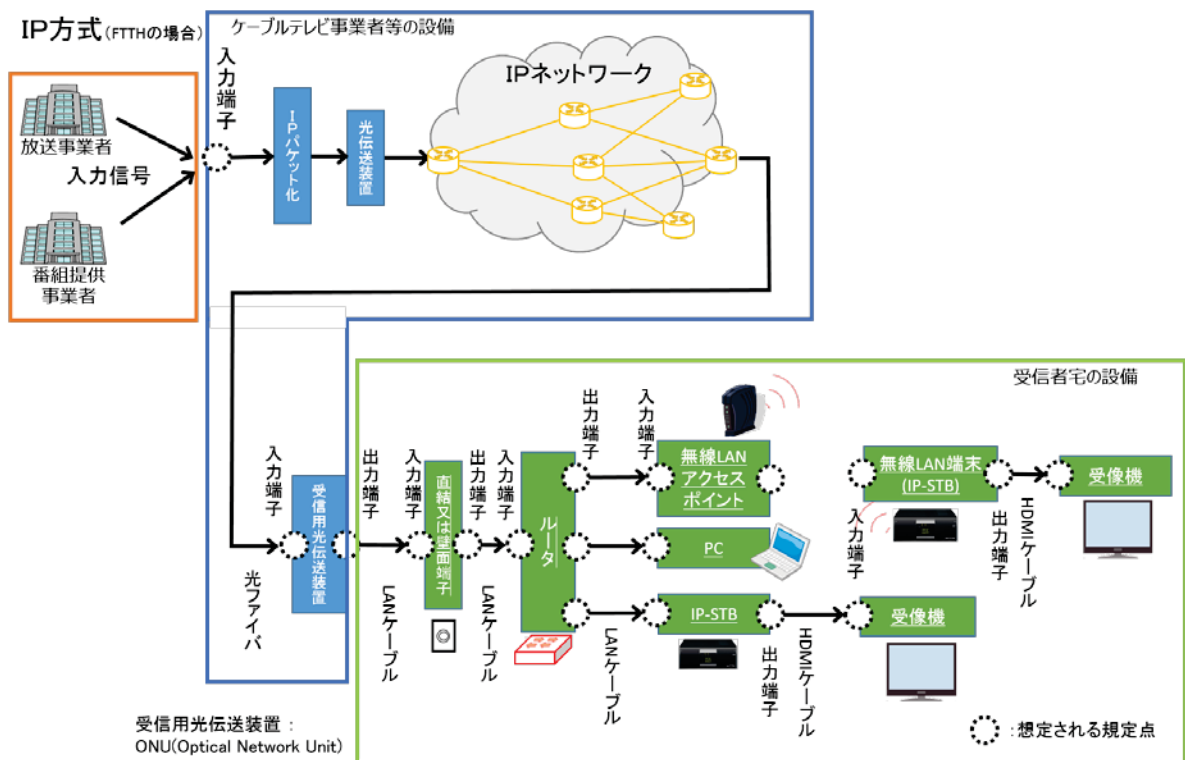 IP方式(FTTHの場合)
ケーブルテレビ事業者等の設備
放送事業者
入力信号
番組提供
事業者
入力端子
IPパケット化
光伝送装置
IPネットワーク
受信者宅の設備
入力端子
受信用光伝送装置
出力端子
入力端子
直結又は壁面端子
出力端子
入力端子
ルータ
出力端子
入力端子
無線LAN
アクセス
ポイント
PC
IP-STB
入力端子
無線LAN端末
(IP-STB)
出力端子
HDMIケーブル
受像機
光ファイバ
LANケーブル
LANケーブル
LANケーブル
出力端子
HDMIケーブル
受像機
受信用光伝送装置：
ONU(Optical Network Unit)
：想定される規定点